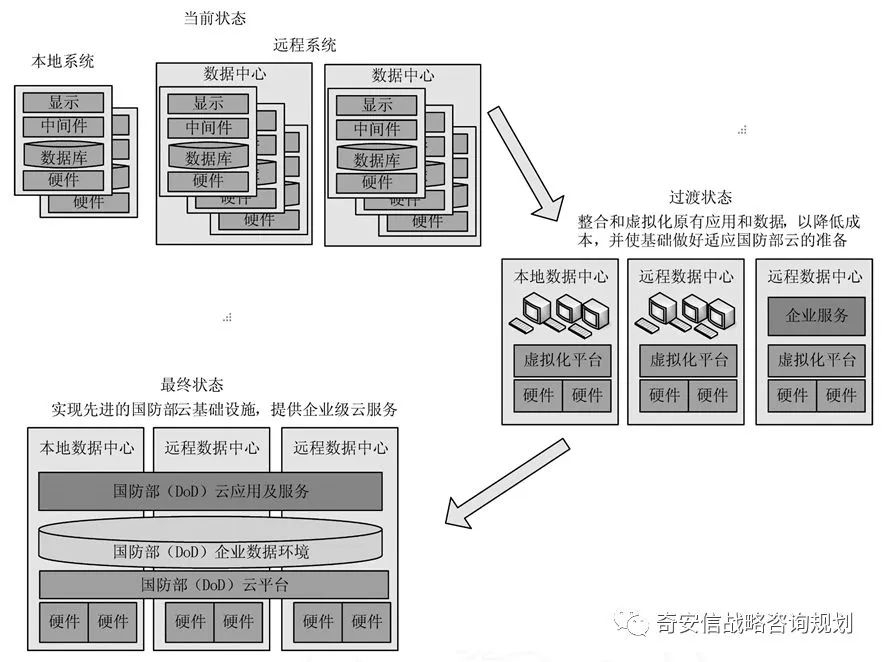 当前状态
本地系统
远程系统
显示
中间件
数据库
硬件
硬件
数据中心
显示
中间件
数据库
硬件
硬件
数据中心
显示
中间件
数据库
硬件
硬件
过渡状态
整合和虚拟化原有应用和数据，以降低成
本，并使基础做好适应国防部云的准备
本地数据中心
虚拟化平台
硬件 硬件
远程数据中心
虚拟化平台
硬件 硬件
远程数据中心
企业服务
虚拟化平台
硬件 硬件
最终状态
实现先进的国防部云基础设施，提供企业级云服务
本地数据中心 远程数据中心 远程数据中心
国防部（DoD）云应用及服务
国防部（DoD）企业数据环境
国防部（DoD）云平台
硬件 硬件 硬件 硬件 硬件 硬件
奇安信战略咨询规划